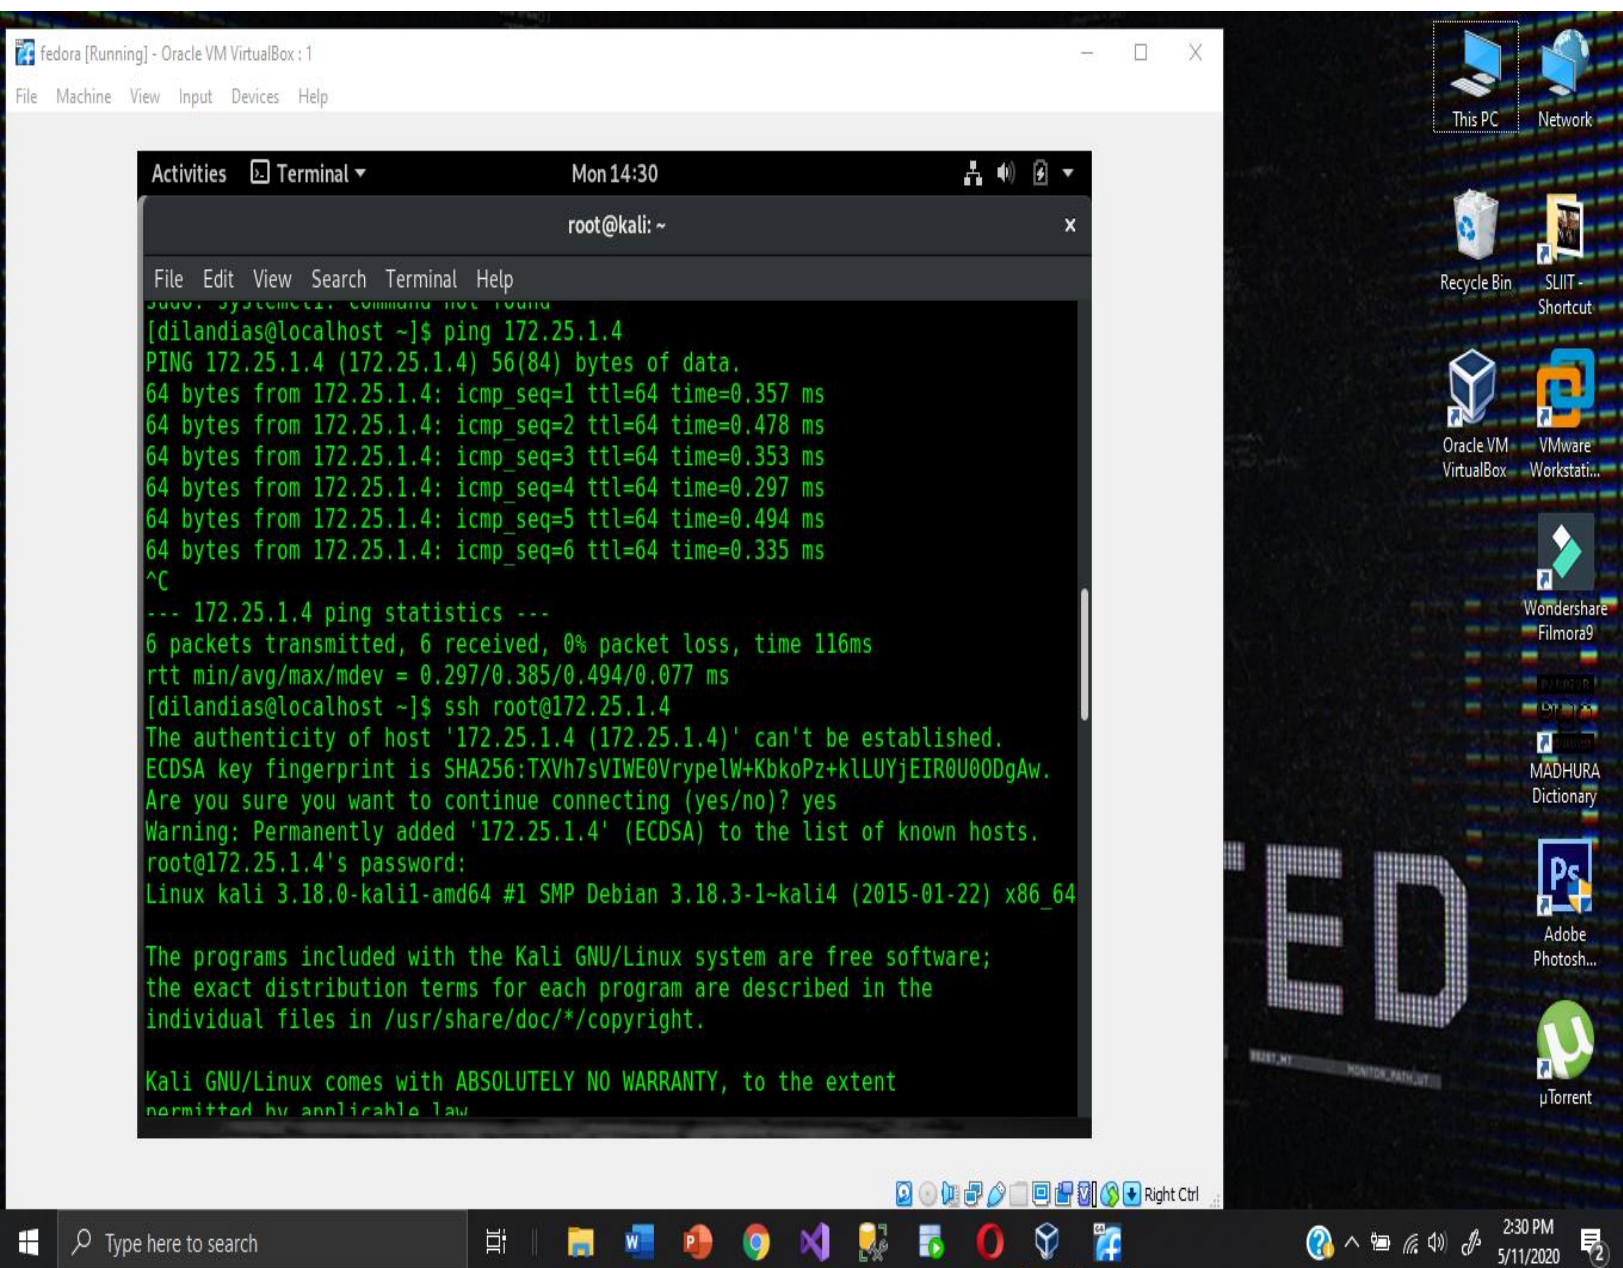 fedora [Running] - Oracle VM VirtualBox : 1
File Machine View Input Devices Help
Activities Terminal Mon 14:30
root@kali: ~ x
File Edit View Search Terminal Help
sudo: systemctl: command not found
[dilandias@localhost ~]$ ping 172.25.1.4
PING 172.25.1.4 (172.25.1.4) 56(84) bytes of data.
64 bytes from 172.25.1.4: icmp_seq=1 ttl=64 time=0.357 ms
64 bytes from 172.25.1.4: icmp_seq=2 ttl=64 time=0.478 ms
64 bytes from 172.25.1.4: icmp_seq=3 ttl=64 time=0.353 ms
64 bytes from 172.25.1.4: icmp_seq=4 ttl=64 time=0.297 ms
64 bytes from 172.25.1.4: icmp_seq=5 ttl=64 time=0.494 ms
64 bytes from 172.25.1.4: icmp_seq=6 ttl=64 time=0.335 ms
^C
--- 172.25.1.4 ping statistics ---
6 packets transmitted, 6 received, 0% packet loss, time 116ms
rtt min/avg/max/mdev = 0.297/0.385/0.494/0.077 ms
[dilandias@localhost ~]$ ssh root@172.25.1.4
The authenticity of host '172.25.1.4 (172.25.1.4)' can't be established.
ECDSA key fingerprint is SHA256:TXVh7sVIWE0VrypelW+KbkoPz+klLUYjEIR0U0ODgAw.
Are you sure you want to continue connecting (yes/no)? yes
Warning: Permanently added '172.25.1.4' (ECDSA) to the list of known hosts.
root@172.25.1.4's password:
Linux kali 3.18.0-kali1-amd64 #1 SMP Debian 3.18.3-1~kali4 (2015-01-22) x86_64
The programs included with the Kali GNU/Linux system are free software;
the exact distribution terms for each program are described in the
individual files in /usr/share/doc/*/copyright.
Kali GNU/Linux comes with ABSOLUTELY NO WARRANTY, to the extent
permitted by applicable law
Right Ctrl
This PC
Network
Recycle Bin
SLIIT -
Shortcut
Oracle VM
VirtualBox
VMware
Workstati...
Wondershare
Filmora9
MADHURA
Dictionary
Ps
Adobe
Photosh...
µTorrent
TED
Type here to search
2:30 PM
5/11/2020
2